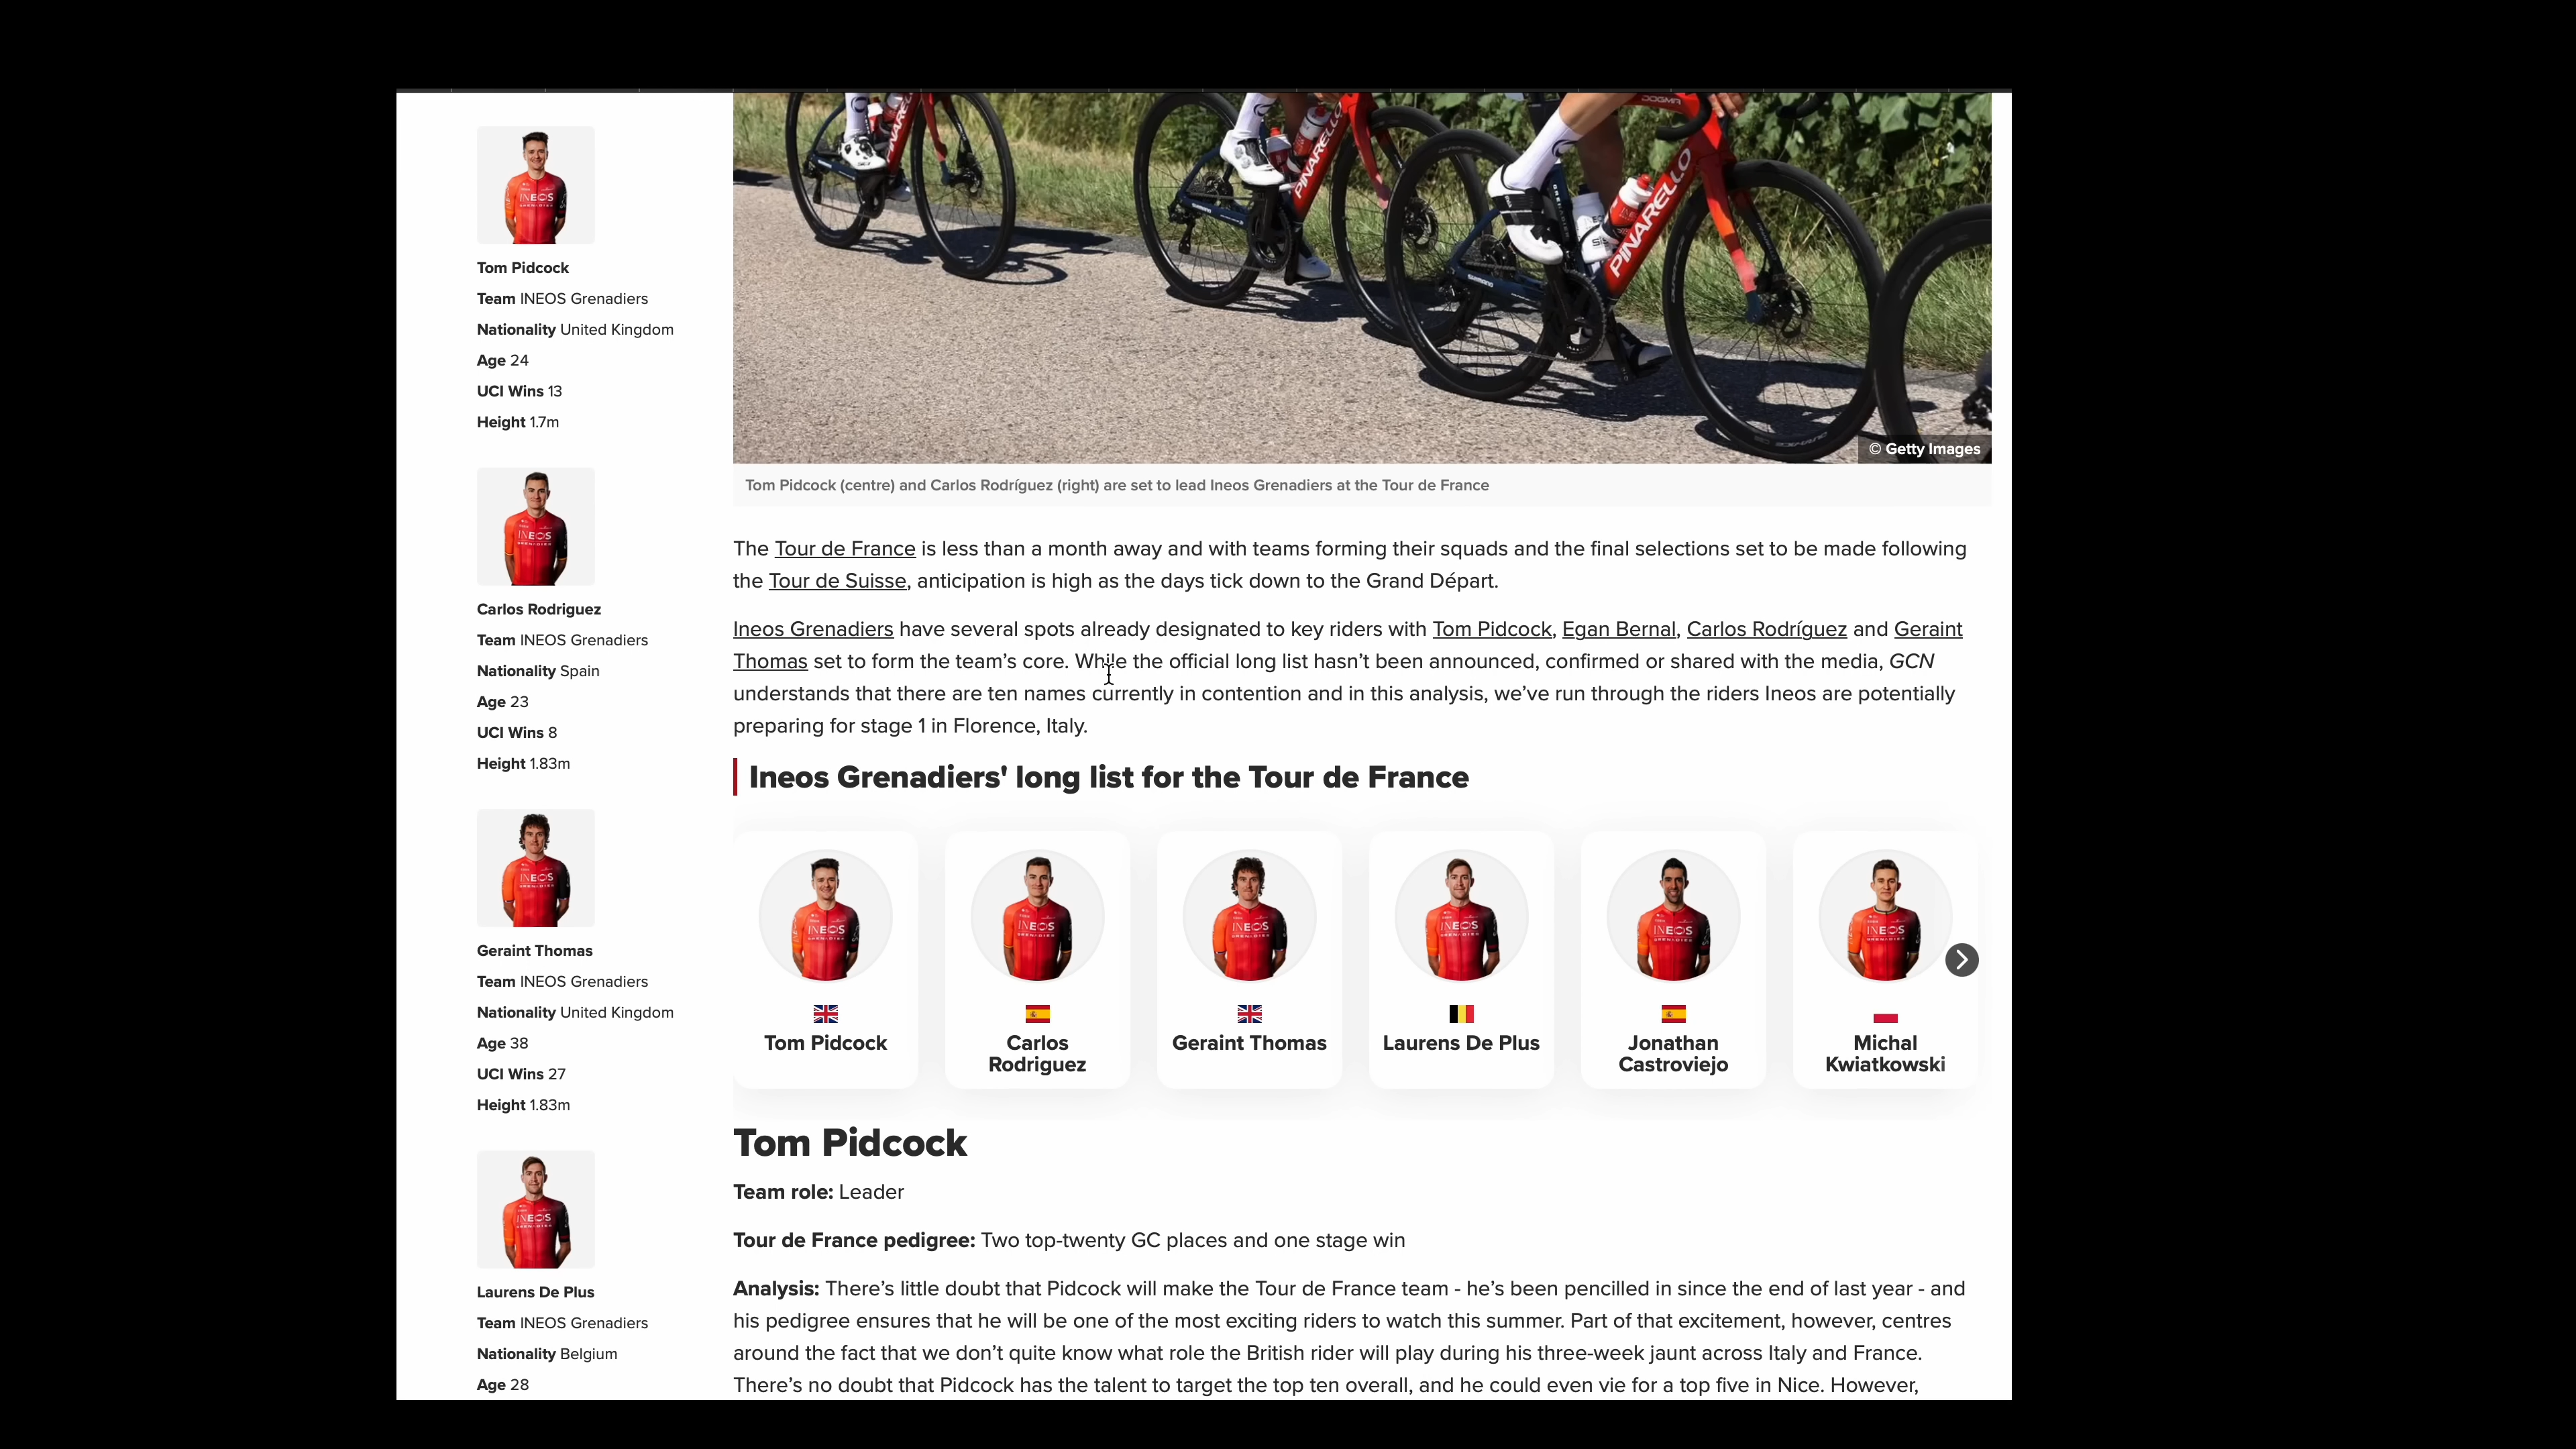 Tom Pidcock
Team INEOS Grenadiers
Nationality United Kingdom
Age 24
UCI Wins 13
Height 1.7m
Carlos Rodriguez
Team INEOS Grenadiers
Nationality Spain
Age 23
UCI Wins 8
Height 1.83m
Geraint Thomas
Team INEOS Grenadiers
Nationality United Kingdom
Age 38
UCI Wins 27
Height 1.83m
Laurens De Plus
Team INEOS Grenadiers
Nationality Belgium
Age 28
PINARELLO
PINARELLO
PINARELLO
DOGMA
© Getty Images
Tom Pidcock (centre) and Carlos Rodríguez (right) are set to lead Ineos Grenadiers at the Tour de France
The Tour de France is less than a month away and with teams forming their squads and the final selections set to be made following
the Tour de Suisse, anticipation is high as the days tick down to the Grand Départ.
Ineos Grenadiers have several spots already designated to key riders with Tom Pidcock, Egan Bernal, Carlos Rodríguez and Geraint
Thomas set to form the team’s core. While the official long list hasn’t been announced, confirmed or shared with the media, GCN
understands that there are ten names currently in contention and in this analysis, we’ve run through the riders Ineos are potentially
preparing for stage 1 in Florence, Italy.
Ineos Grenadiers' long list for the Tour de France
Tom Pidcock
Carlos
Rodriguez
Geraint Thomas
Laurens De Plus
Jonathan
Castroviejo
Michal
Kwiatkowski
Tom Pidcock
Team role: Leader
Tour de France pedigree: Two top-twenty GC places and one stage win
Analysis: There’s little doubt that Pidcock will make the Tour de France team - he’s been pencilled in since the end of last year - and
his pedigree ensures that he will be one of the most exciting riders to watch this summer. Part of that excitement, however, centres
around the fact that we don’t quite know what role the British rider will play during his three-week jaunt across Italy and France.
There’s no doubt that Pidcock has the talent to target the top ten overall, and he could even vie for a top five in Nice. However,